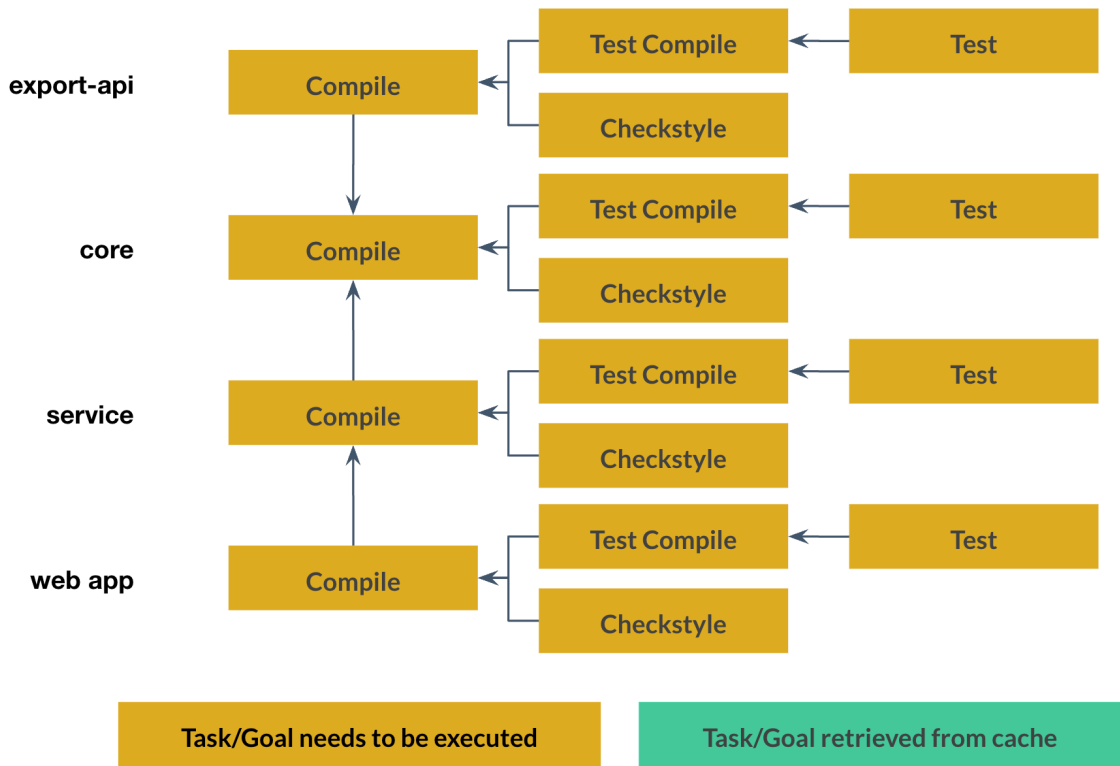 Test Compile
Test
export-api
Compile
Checkstyle
Test Compile
Test
core
Compile
Checkstyle
Test Compile
Test
service
Compile
Checkstyle
Test Compile
Test
web app
Compile
Checkstyle
Task/Goal needs to be executed
Task/Goal retrieved from cache